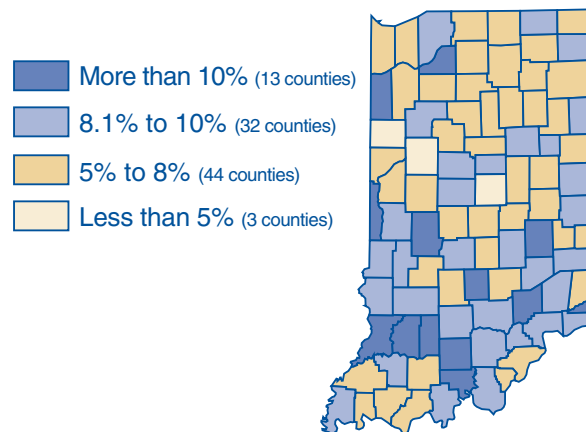 More than 10% (13 counties)
8.1% to 10% (32 counties)
5% to 8% (44 counties)
Less than 5% (3 counties)